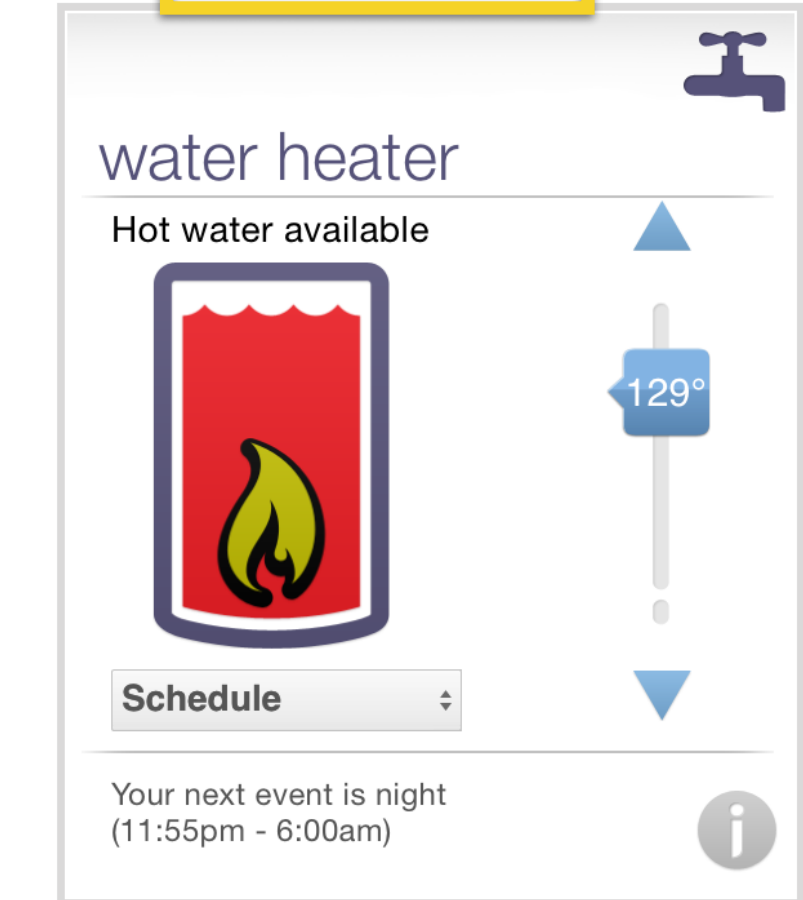 water heater
Hot water available
129°
Schedule
Your next event is night
(11:55pm - 6:00am)
i